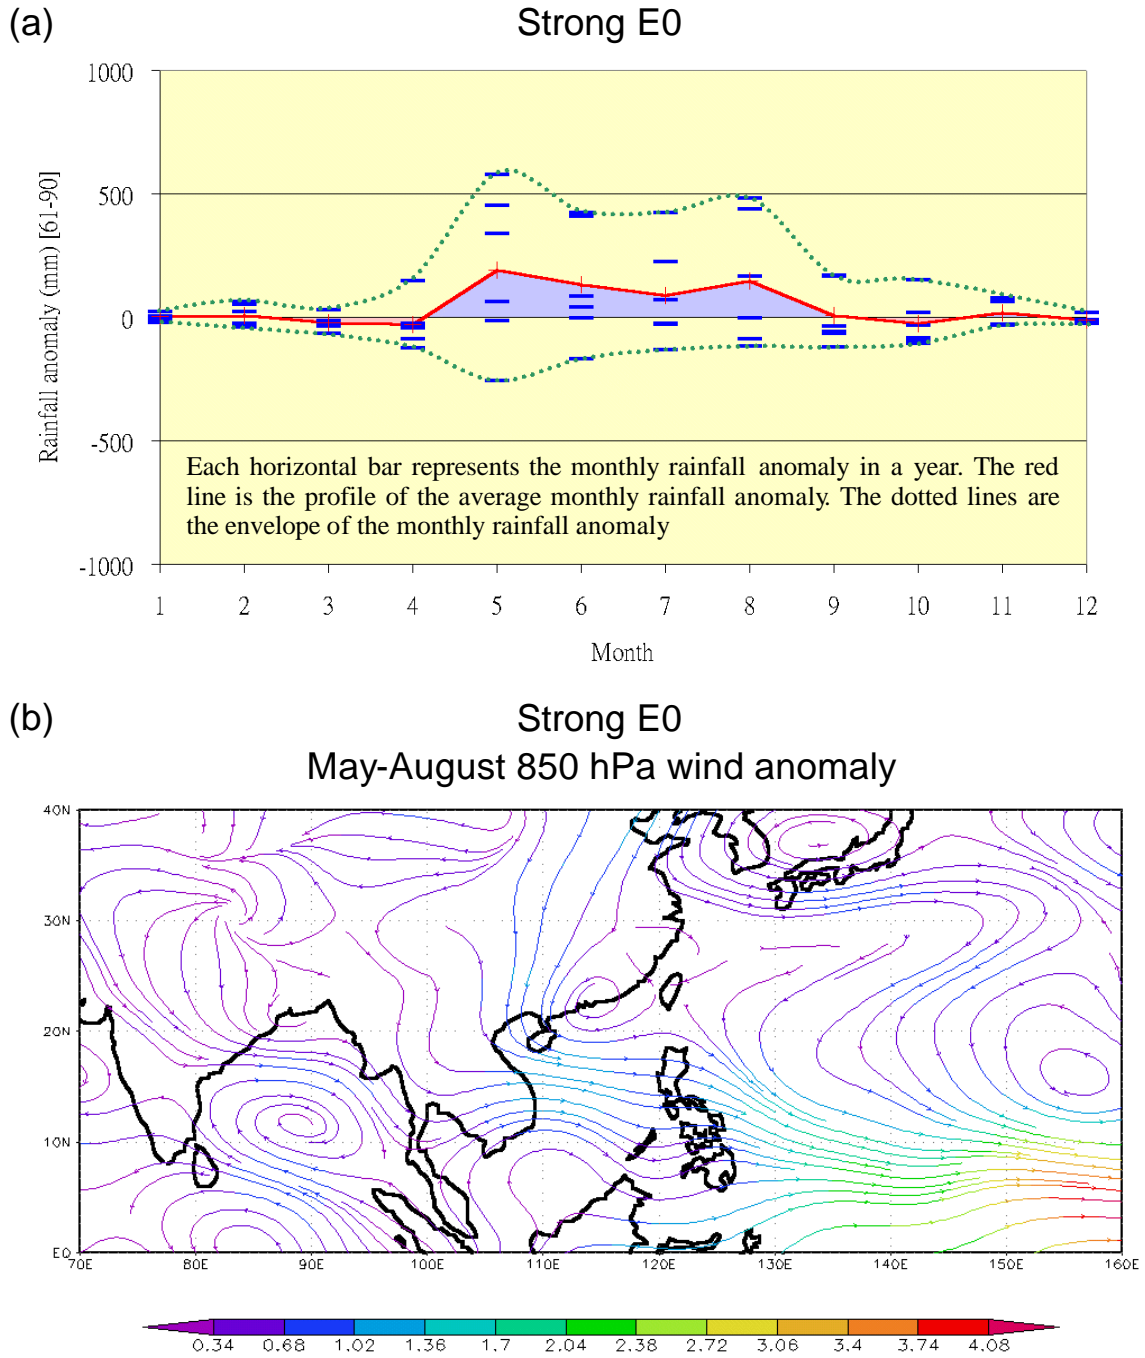 (a)
Strong E0
1000
500
0
-500
-1000
Rainfall anomaly (mm) [61-90]
Each horizontal bar represents the monthly rainfall anomaly in a year. The red
line is the profile of the average monthly rainfall anomaly. The dotted lines are
the envelope of the monthly rainfall anomaly
1 2 3 4 5 6 7 8 9 10 11 12
Month
(b)
Strong E0
May-August 850 hPa wind anomaly
40N
30N
20N
10N
EQ
70E 80E 90E 100E 110E 120E 130E 140E 150E 160E
0.34 0.68 1.02 1.36 1.7 2.04 2.38 2.72 3.06 3.4 3.74 4.08